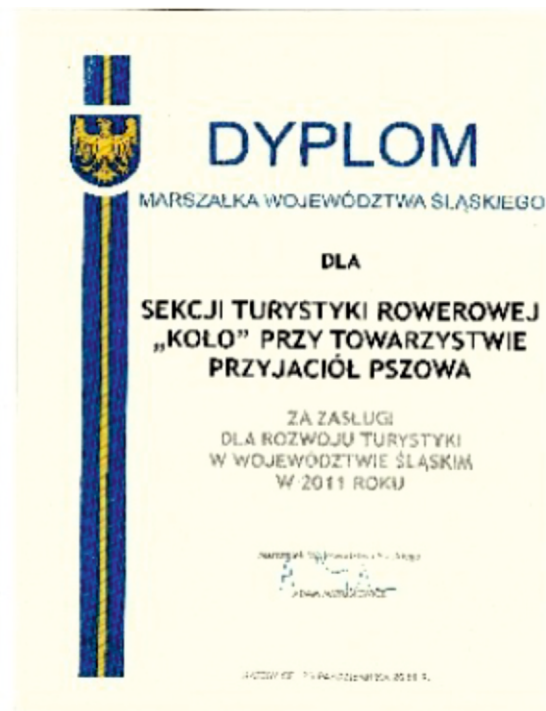 DYPLOM
MARSZAŁKA WOJEWÓDZTWA ŚLĄSKIEGO
DLA
SEKCJI TURYSTYKI ROWEROWEJ
„KOŁO” PRZY TOWARZYSTWIE
PRZYJACIÓŁ PSZOWA
ZA ZASŁUGI
DLA ROZWOJU TURYSTYKI
W WOJEWÓDZTWIE ŚLĄSKIM
W 2011 ROKU